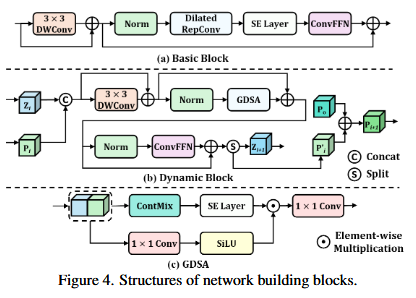 3 × 3
DWConv
Norm
Dilated
RepConv
SE Layer
ConvFFN
(a) Basic Block
Z_i
P_i
C
3 × 3
DWConv
Norm
GDSA
P_o
P_{i+1}
Norm
ConvFFN
S
Z_{i+1}
P'_i
C Concat
S Split
(b) Dynamic Block
ContMix
SE Layer
1 × 1 Conv
1 × 1 Conv
SiLU
Element-wise
Multiplication
(c) GDSA
Figure 4. Structures of network building blocks.